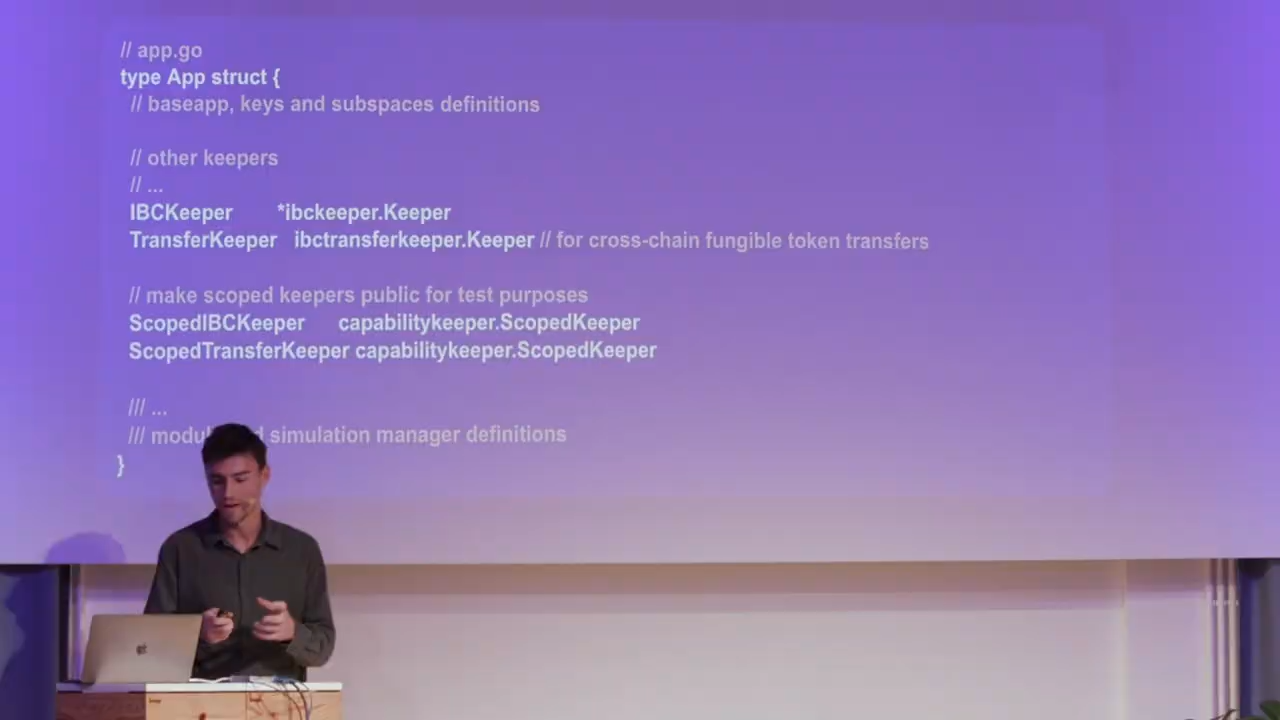 // app.go
type App struct {
// baseapp, keys and subspaces definitions
// other keepers
// ...
IBCKeeper *ibckeeper.Keeper
TransferKeeper ibctransferkeeper.Keeper // for cross-chain fungible token transfers
// make scoped keepers public for test purposes
ScopedIBCKeeper capabilitykeeper.ScopedKeeper
ScopedTransferKeeper capabilitykeeper.ScopedKeeper
/// ...
/// simulation manager definitions
}